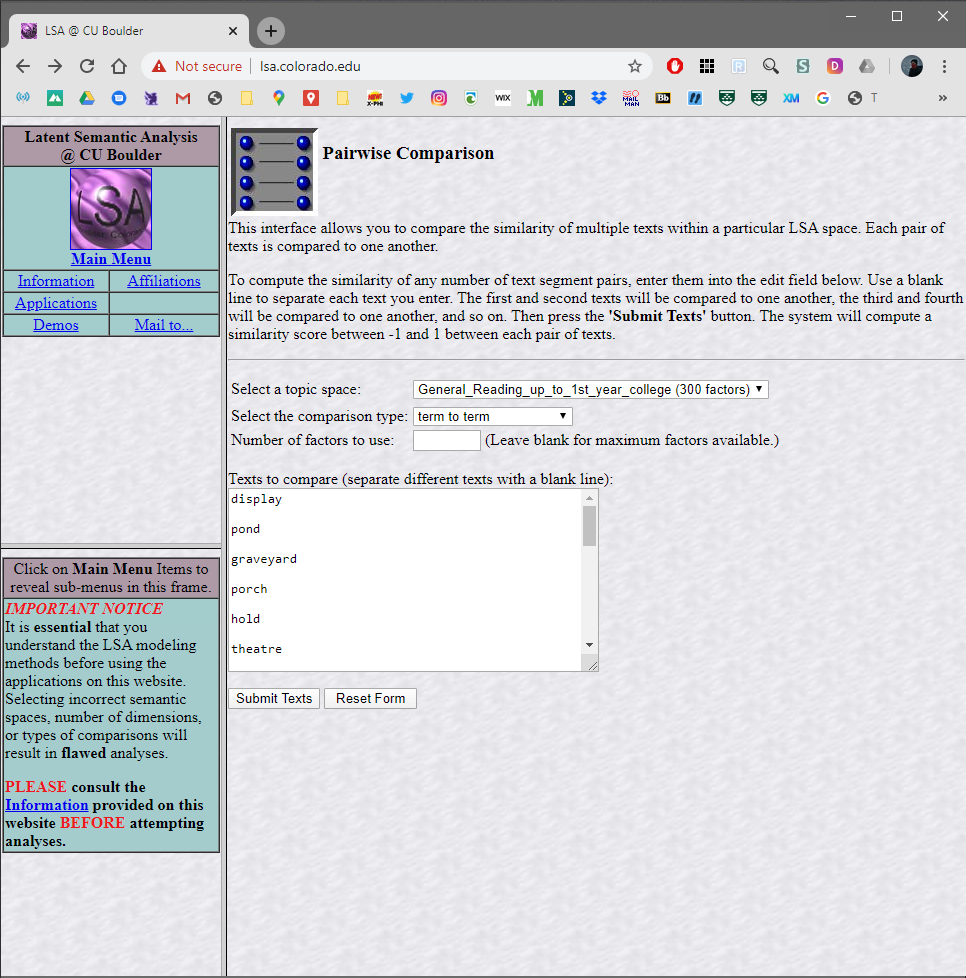 LSA @ CU Boulder
Not secure | lsa.colorado.edu
WIX
Bb
XM
T
Latent Semantic Analysis
@ CU Boulder
LSA
Main Menu
Information
Affiliations
Applications
Demos
Mail to...
Click on Main Menu Items to
reveal sub-menus in this frame.
IMPORTANT NOTICE
It is essential that you
understand the LSA modeling
methods before using the
applications on this website.
Selecting incorrect semantic
spaces, number of dimensions,
or types of comparisons will
result in flawed analyses.
PLEASE consult the
Information provided on this
website BEFORE attempting
analyses.
Pairwise Comparison
This interface allows you to compare the similarity of multiple texts within a particular LSA space. Each pair of
texts is compared to one another.
To compute the similarity of any number of text segment pairs, enter them into the edit field below. Use a blank
line to separate each text you enter. The first and second texts will be compared to one another, the third and fourth
will be compared to one another, and so on. Then press the 'Submit Texts' button. The system will compute a
similarity score between -1 and 1 between each pair of texts.
Select a topic space: General_Reading_up_to_1st_year_college (300 factors)
Select the comparison type: term to term
Number of factors to use: (Leave blank for maximum factors available.)
Texts to compare (separate different texts with a blank line):
display
pond
graveyard
porch
hold
theatre
Submit Texts
Reset Form